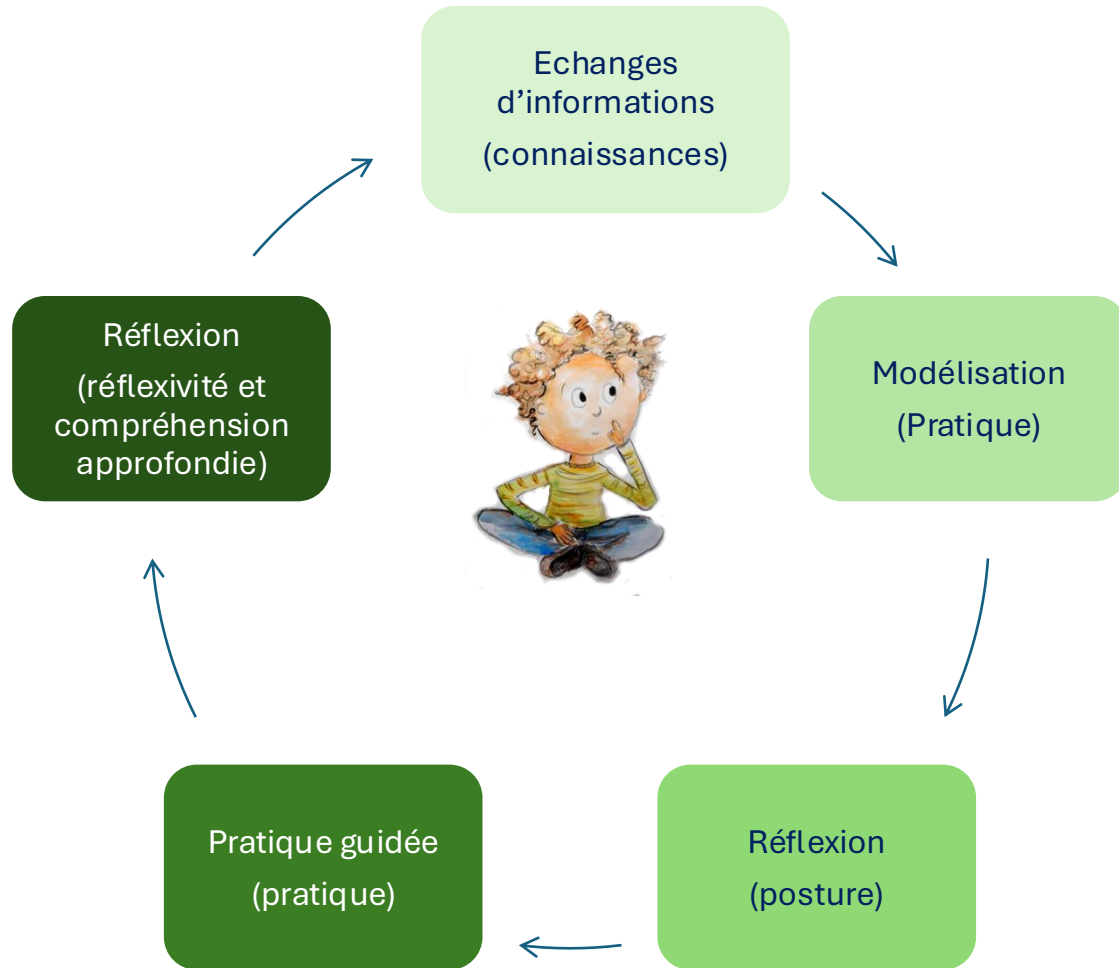 Echanges
d’informations
(connaissances)
Modélisation
(Pratique)
Réflexion
(posture)
Pratique guidée
(pratique)
Réflexion
(réflexivité et
compréhension
approfondie)